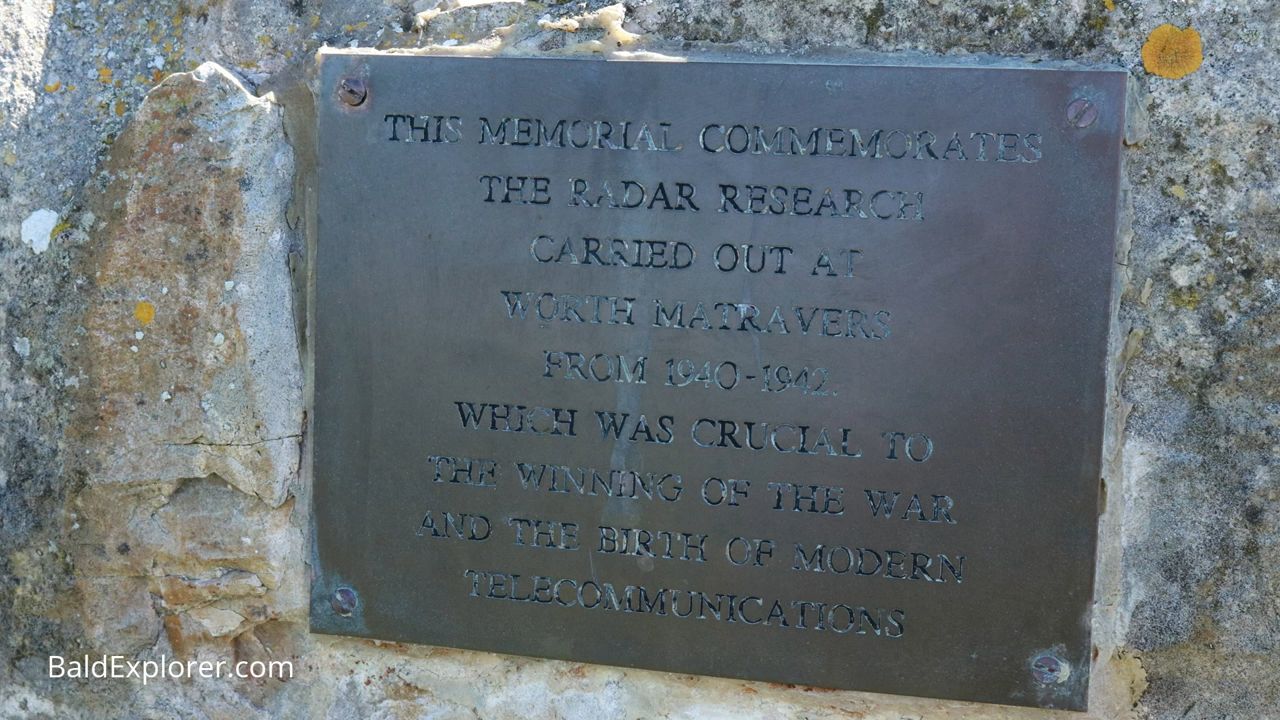 THIS MEMORIAL COMMEMORATES
THE RADAR RESEARCH
CARRIED OUT AT
WORTH MATRAVERS
FROM 1940-1942.
WHICH WAS CRUCIAL TO
THE WINNING OF THE WAR
AND THE BIRTH OF MODERN
TELECOMMUNICATIONS
BaldExplorer.com